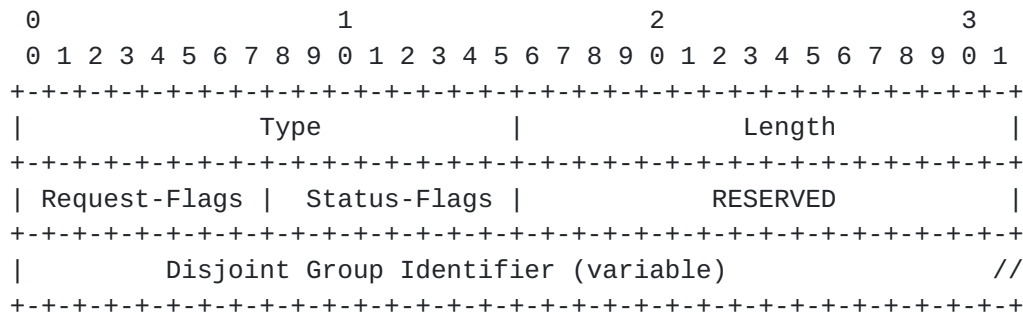 0                   1                   2                   3
 0 1 2 3 4 5 6 7 8 9 0 1 2 3 4 5 6 7 8 9 0 1 2 3 4 5 6 7 8 9 0 1
+-+-+-+-+-+-+-+-+-+-+-+-+-+-+-+-+-+-+-+-+-+-+-+-+-+-+-+-+-+-+-+-+
|               Type            |              Length           |
+-+-+-+-+-+-+-+-+-+-+-+-+-+-+-+-+-+-+-+-+-+-+-+-+-+-+-+-+-+-+-+-+
| Request-Flags |  Status-Flags |            RESERVED           |
+-+-+-+-+-+-+-+-+-+-+-+-+-+-+-+-+-+-+-+-+-+-+-+-+-+-+-+-+-+-+-+-+
|         Disjoint Group Identifier (variable)                 //
+-+-+-+-+-+-+-+-+-+-+-+-+-+-+-+-+-+-+-+-+-+-+-+-+-+-+-+-+-+-+-+-+